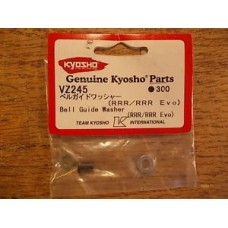 KYOSHO
Genuine Kyosho Parts
VZ245 ●300
ベルガイドワッシャー
(RRR/RRR Evo)
Bell Guide Washer
(RRR/RRR Evo)
TEAM KYOSHO K INTERNATIONAL